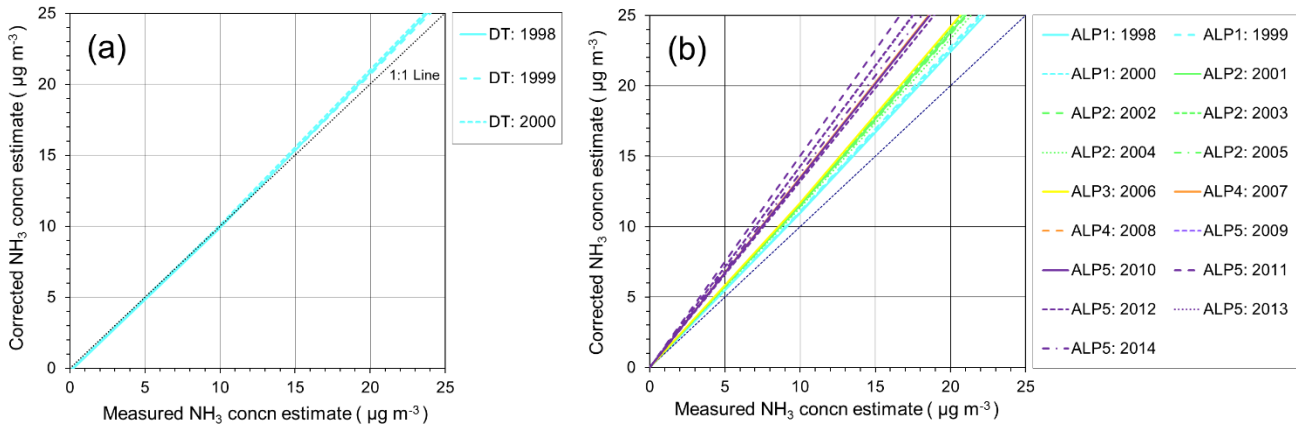 (a)
Corrected NH3 concn estimate ( µg m-3)
25
20
15
10
5
0
1:1 Line
0 5 10 15 20 25
Measured NH3 concn estimate ( µg m-3)
DT: 1998
DT: 1999
DT: 2000
(b)
Corrected NH3 concn estimate ( µg m-3)
25
20
15
10
5
0
0 5 10 15 20 25
Measured NH3 concn estimate ( µg m-3)
ALP1: 1998 ALP1: 1999
ALP1: 2000 ALP2: 2001
ALP2: 2002 ALP2: 2003
ALP2: 2004 ALP2: 2005
ALP3: 2006 ALP4: 2007
ALP4: 2008 ALP5: 2009
ALP5: 2010 ALP5: 2011
ALP5: 2012 ALP5: 2013
ALP5: 2014